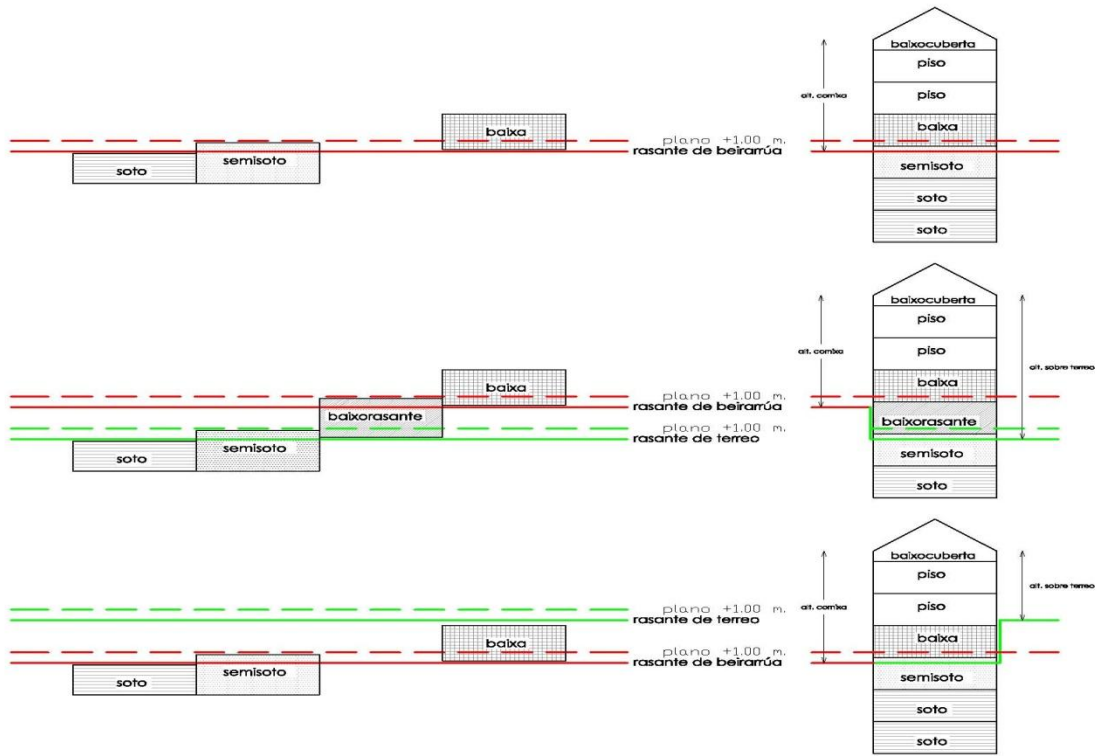 baixocuberta
piso
alt. cornixa
piso
baixa
baixa
plano +1.00 m.
rasante de beirarrúa
semisoto
semisoto
soto
soto
soto
baixocuberta
piso
alt. cornixa
piso
alt. sobre terreo
baixa
baixa
plano +1.00 m.
rasante de beirarrúa
baixorasante
baixorasante
plano +1.00 m.
rasante de terreo
semisoto
semisoto
soto
soto
baixocuberta
piso
alt. sobre terreo
alt. cornixa
piso
plano +1.00 m.
rasante de terreo
baixa
baixa
plano +1.00 m.
rasante de beirarrúa
semisoto
semisoto
soto
soto
soto